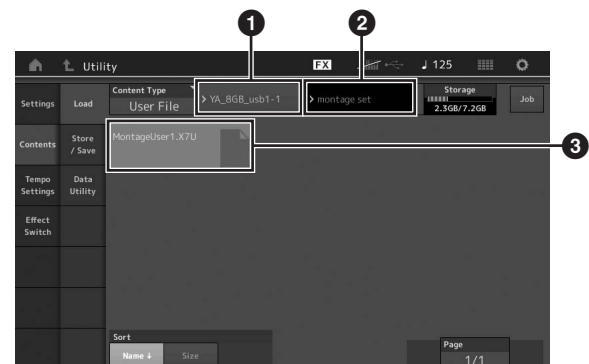 1
2
Utility
FX
♩ 125
Settings
Load
Content Type
User File
> YA_8GB_usb1-1
> montage set
Storage
2.3GB/7.2GB
Job
Contents
Store
/ Save
MontageUser1.X7U
3
Tempo
Settings
Data
Utility
Effect
Switch
Sort
Name ↓
Size
Page
1/1